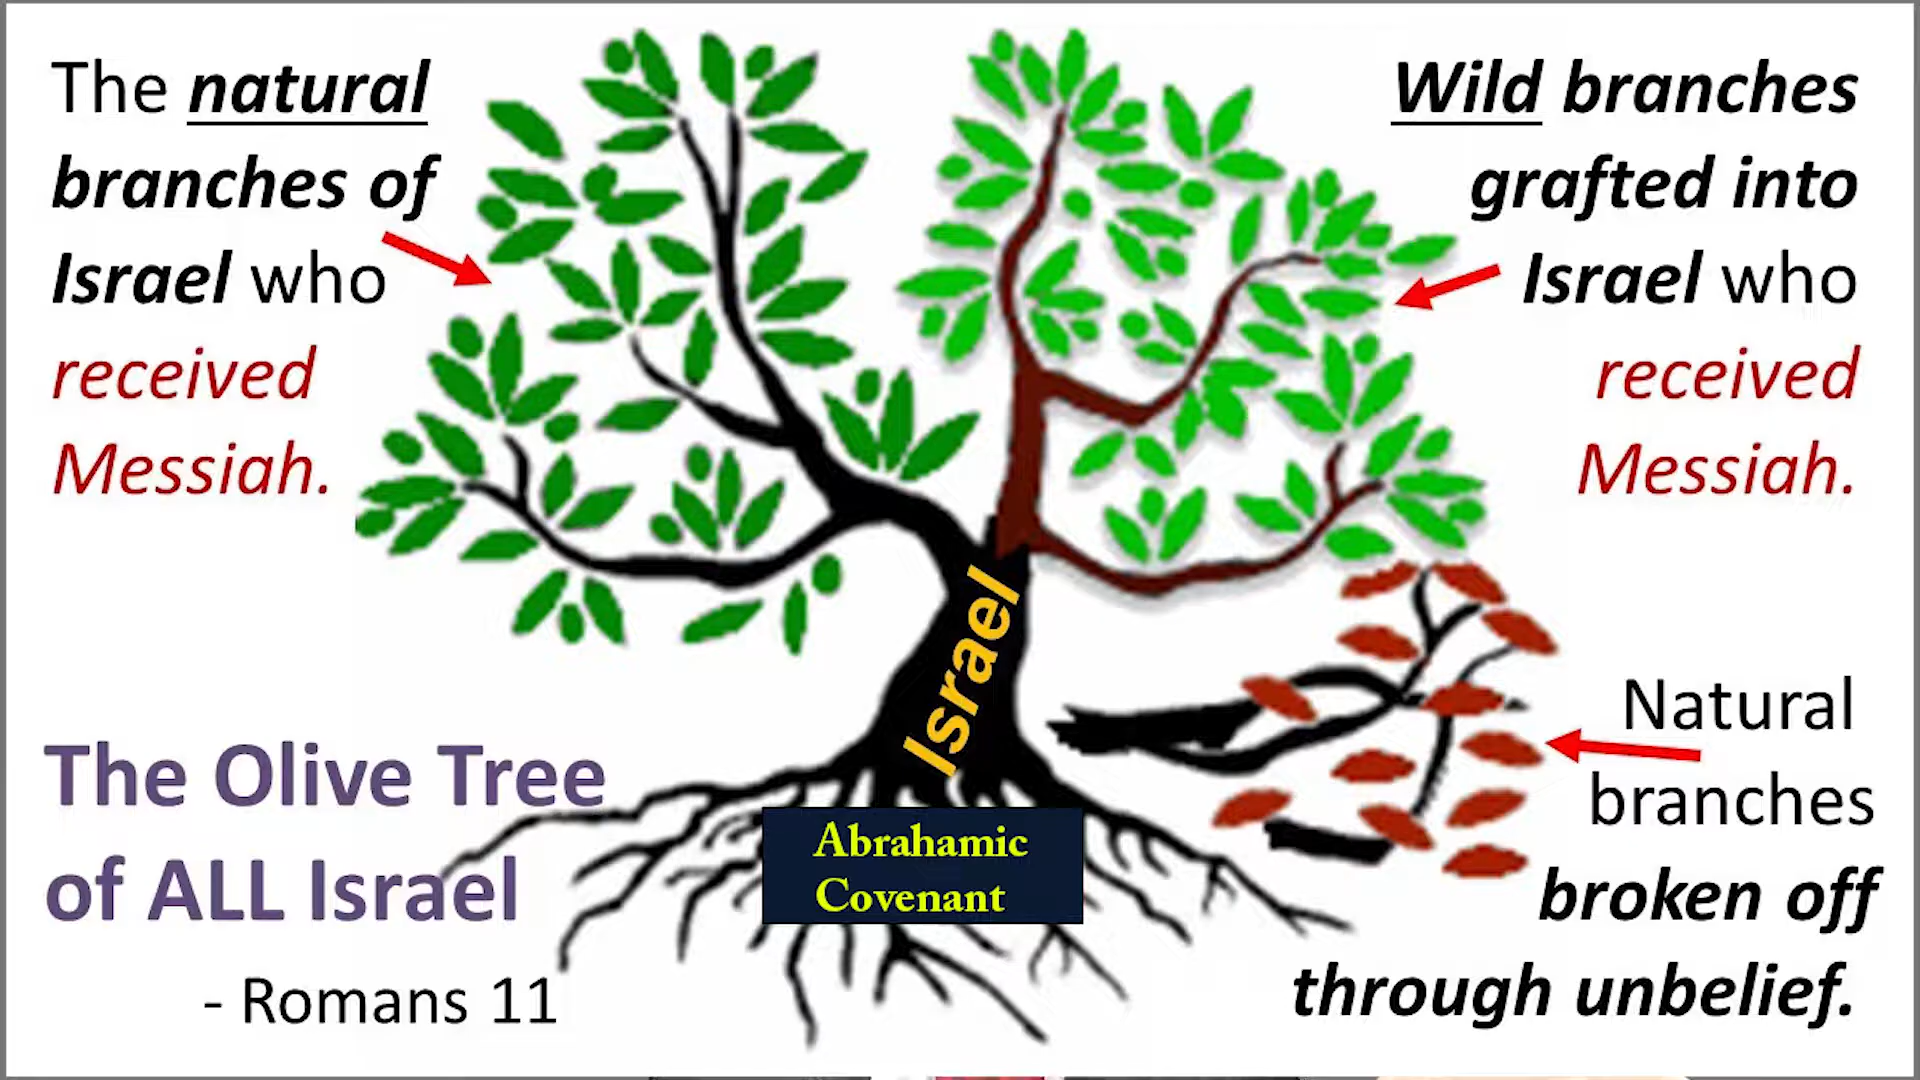 The natural
branches of
Israel who
received
Messiah.
Wild branches
grafted into
Israel who
received
Messiah.
Israel
Abrahamic
Covenant
Natural
branches
broken off
through unbelief.
The Olive Tree
of ALL Israel
- Romans 11